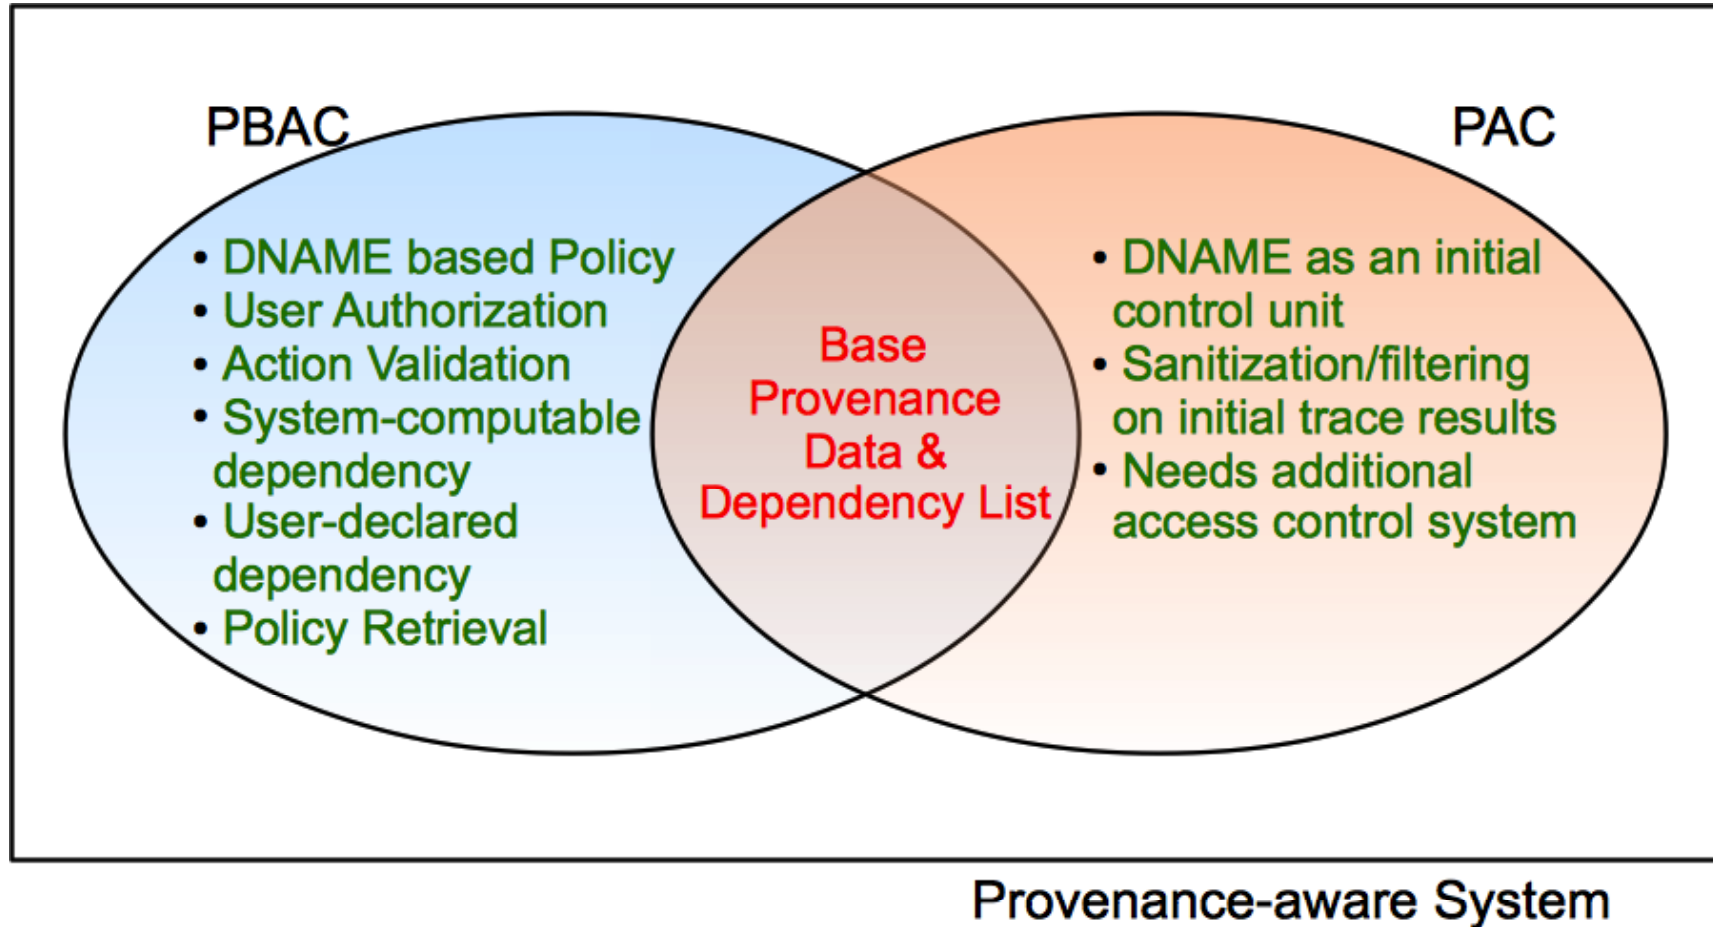 PBAC
PAC
• DNAME based Policy
• User Authorization
• Action Validation
• System-computable
dependency
• User-declared
dependency
• Policy Retrieval
Base
Provenance
Data &
Dependency List
• DNAME as an initial
control unit
• Sanitization/filtering
on initial trace results
• Needs additional
access control system
Provenance-aware System